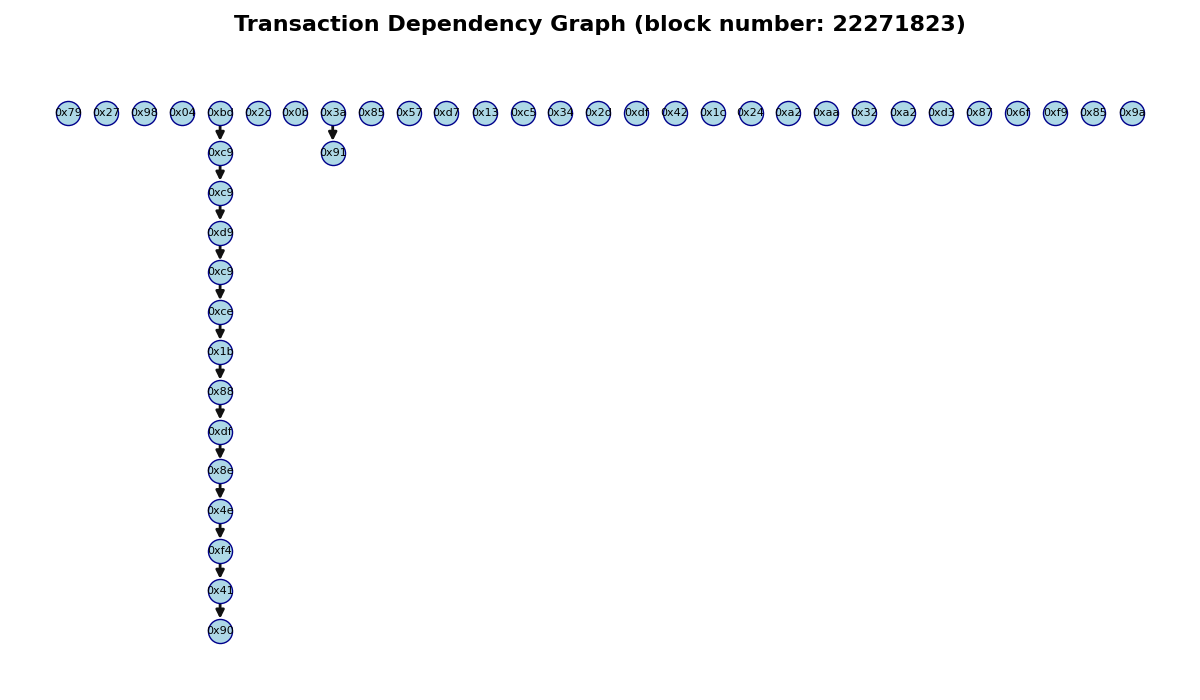 Transaction Dependency Graph (block number: 22271823)
0x79 0x27 0x98 0x04 0xbd 0x2c 0x0b 0x3a 0x85 0x57 0xd7 0x13 0xc5 0x34 0x2d 0xdf 0x42 0x1c 0x24 0xa2 0xaa 0x32 0xa2 0xd3 0x87 0x6f 0xf9 0x85 0x9a
0xc9 0x91
0xc9
0xd9
0xc9
0xce
0x1b
0x88
0xdf
0x8e
0x4e
0xf4
0x41
0x90